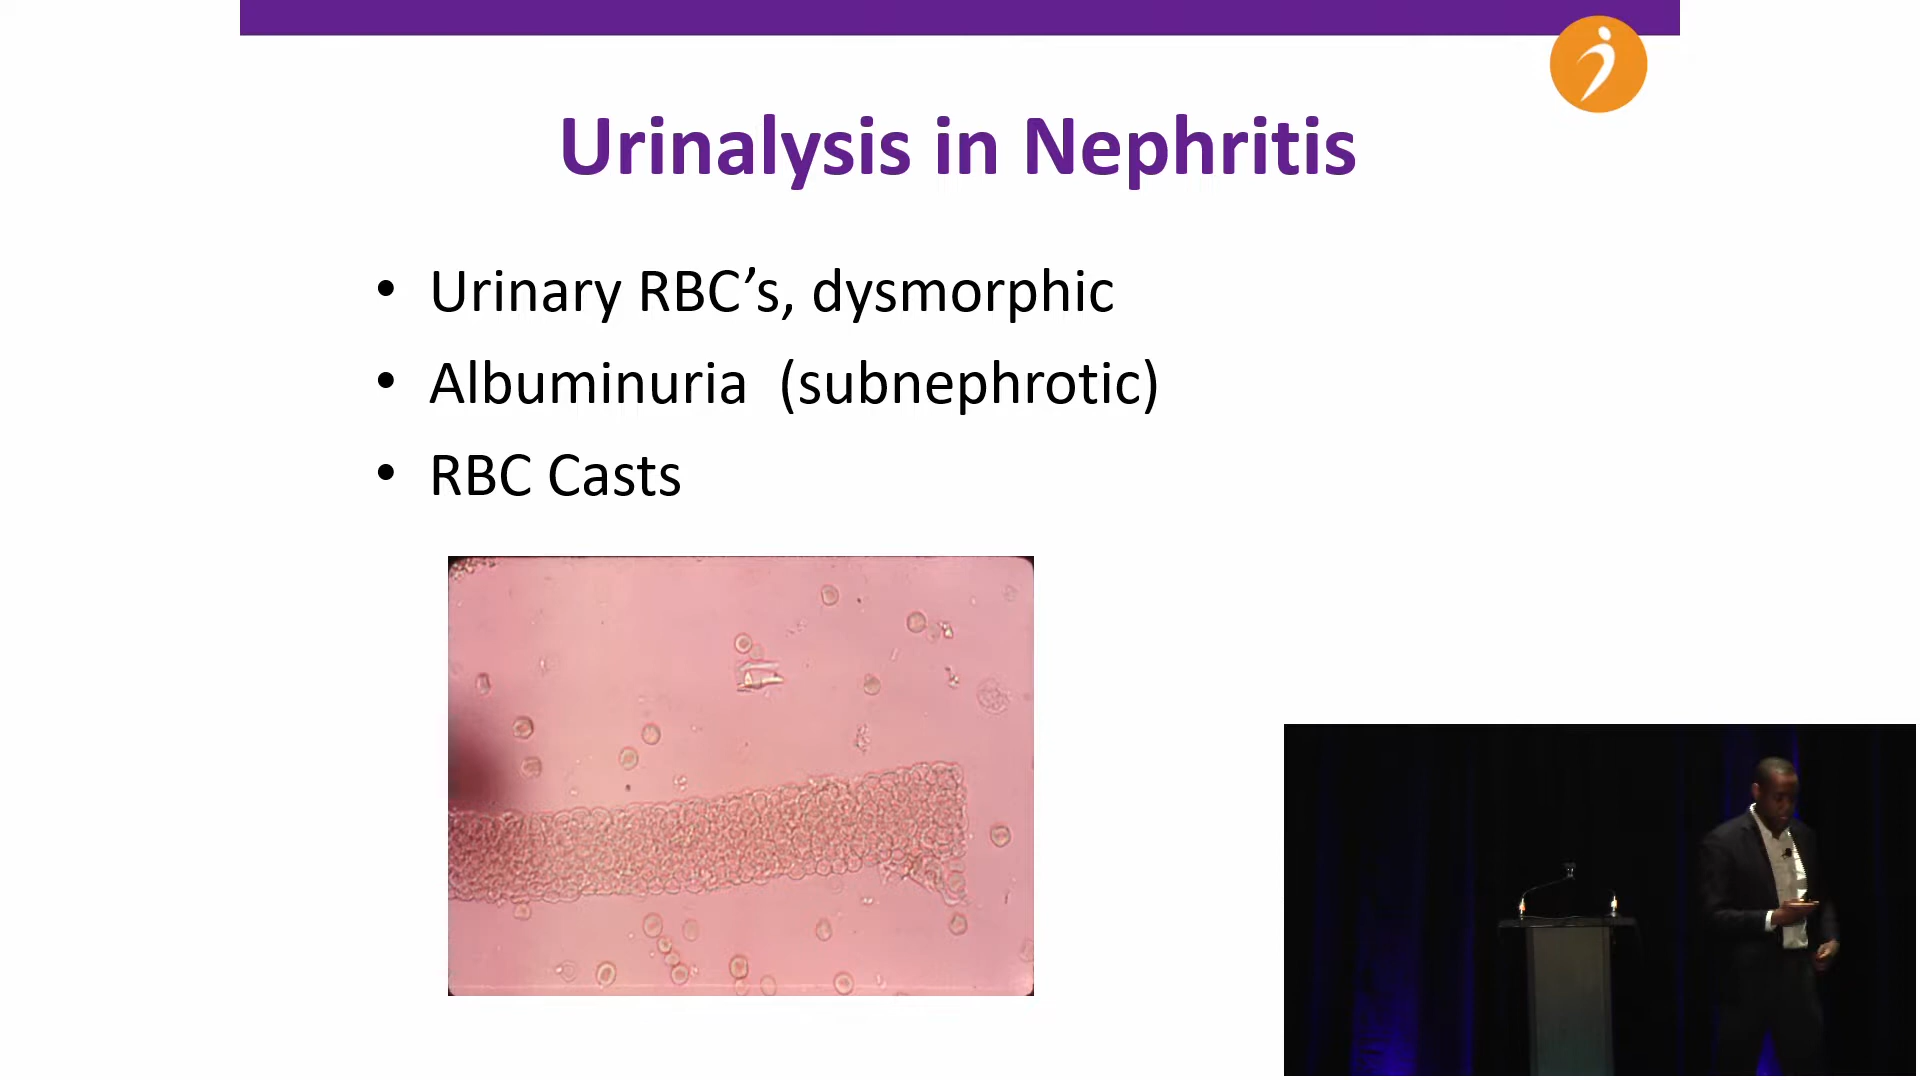 Urinalysis in Nephritis
• Urinary RBC’s, dysmorphic
• Albuminuria  (subnephrotic)
• RBC Casts